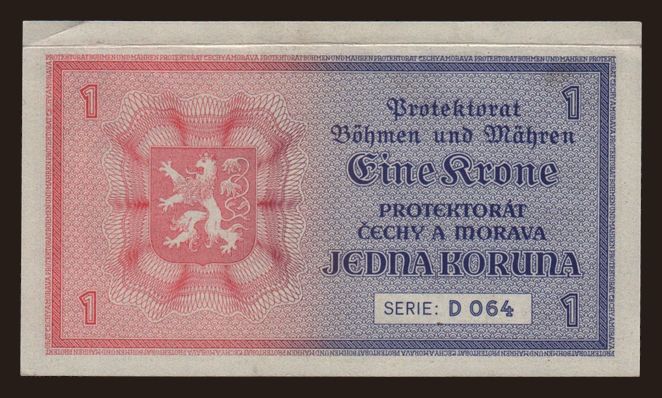 1
1
Protektorat
Böhmen und Mähren
Eine Krone
PROTEKTORÁT
ČECHY A MORAVA
JEDNA KORUNA
SERIE: D 064
1
1